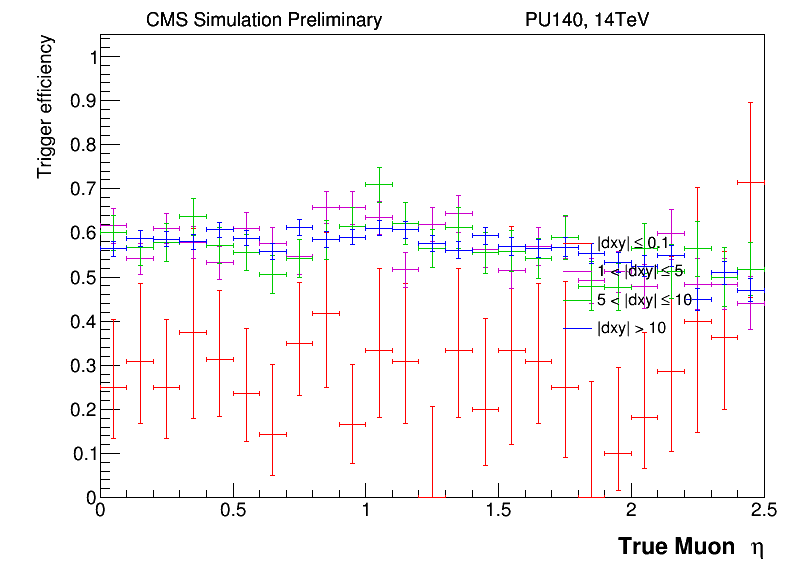 CMS Simulation Preliminary PU140, 14TeV
Trigger efficiency
1
0.9
0.8
0.7
0.6
0.5
0.4
0.3
0.2
0.1
0
|dxy| ≤ 0.1
1 < |dxy| ≤ 5
5 < |dxy| ≤ 10
|dxy| > 10
0 0.5 1 1.5 2 2.5
True Muon η